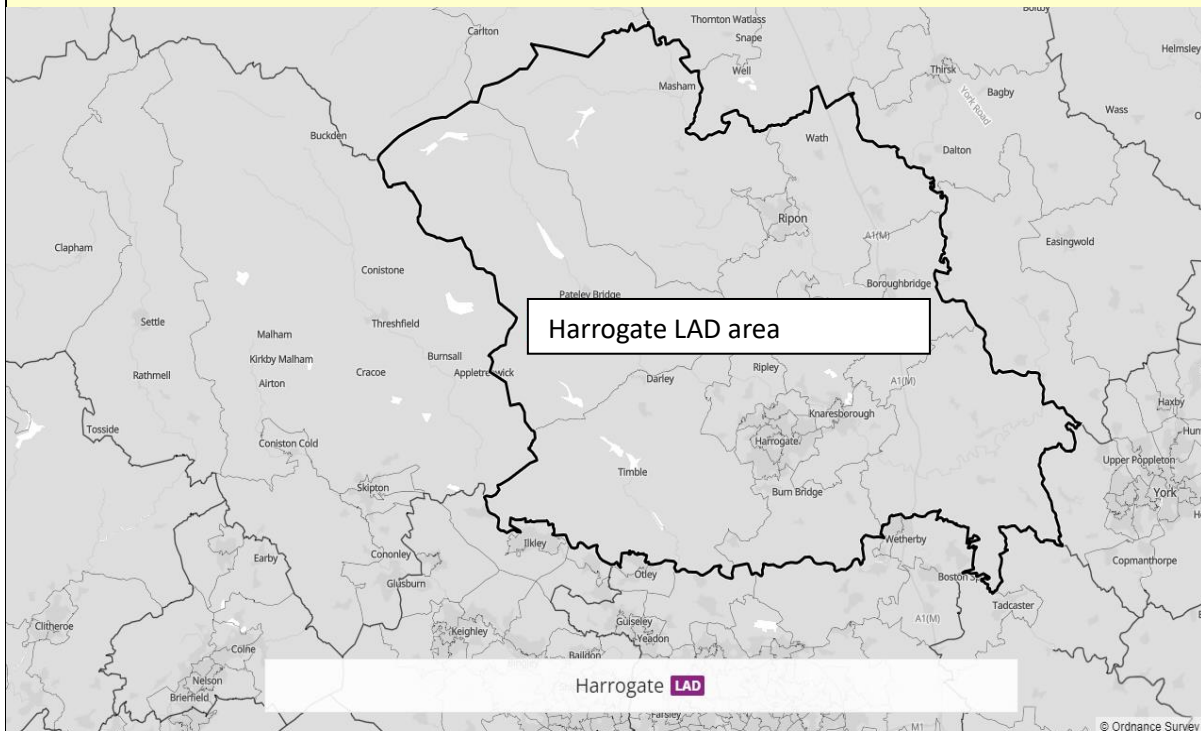 Carlton
Thornton Watlass
Snape
Helmsley
Well
Masham
Thirsk
Bagby
York Road
Wass
Buckden
Wath
Dalton
Ripon
Clapham
A1(M)
Easingwold
Conistone
Boroughbridge
Pateley Bridge
Settle
Threshfield
Harrogate LAD area
Malham
Kirkby Malham
Burnsall
Rathmell
Airton
Cracoe
Appletreewick
Darley
Ripley
A1(M)
Knaresborough
Haxby
Tosside
Coniston Cold
Harrogate
Upper Poppleton
Timble
Skipton
Burn Bridge
York
Ilkley
Wetherby
Earby
Cononley
Copmanthorpe
Glusburn
Otley
Boston Sp
Tadcaster
Clitheroe
Guiseley
A1(M)
Keighley
Yeadon
Colne
Baildon
Nelson
Harrogate LAD
Brierfield
Farsley
M1
© Ordnance Survey